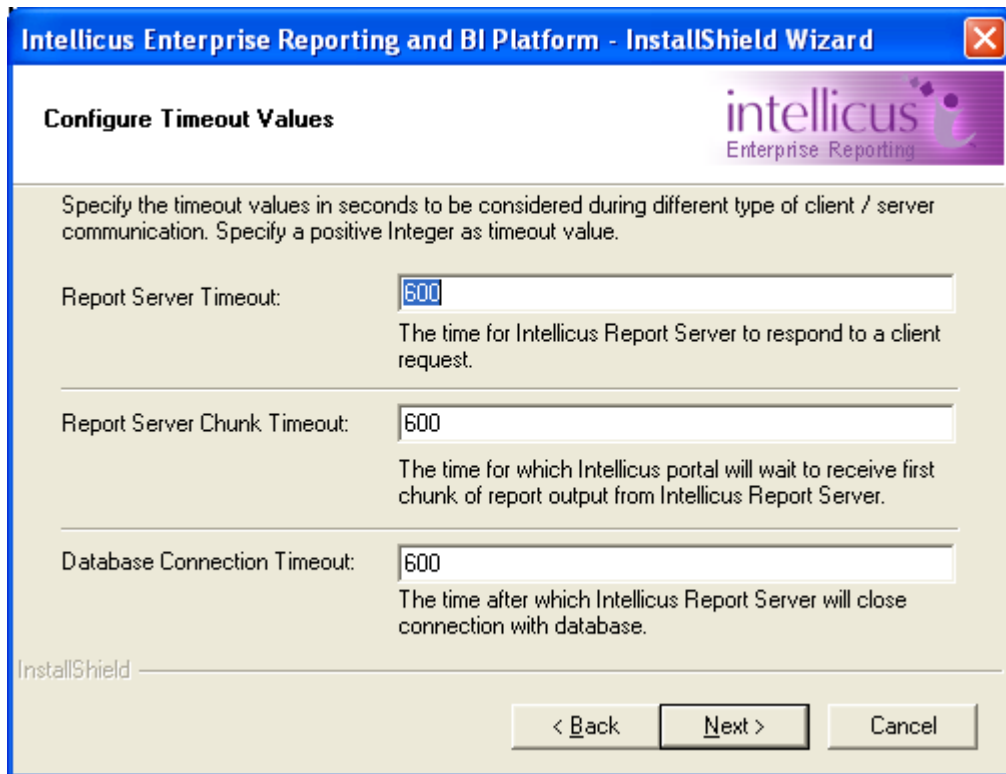 Intellicus Enterprise Reporting and BI Platform - InstallShield Wizard
Configure Timeout Values
intellicus
Enterprise Reporting
Specify the timeout values in seconds to be considered during different type of client / server
communication. Specify a positive Integer as timeout value.
Report Server Timeout:
600
The time for Intellicus Report Server to respond to a client
request.
Report Server Chunk Timeout:
600
The time for which Intellicus portal will wait to receive first
chunk of report output from Intellicus Report Server.
Database Connection Timeout:
600
The time after which Intellicus Report Server will close
connection with database.
InstallShield
< Back
Next >
Cancel